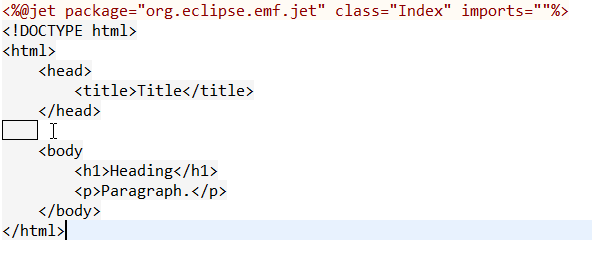 <%@jet package="org.eclipse.emf.jet" class="Index" imports=""%>
<!DOCTYPE html>
<html>
    <head>
        <title>Title</title>
    </head>
    <body
        <h1>Heading</h1>
        <p>Paragraph.</p>
    </body>
</html>